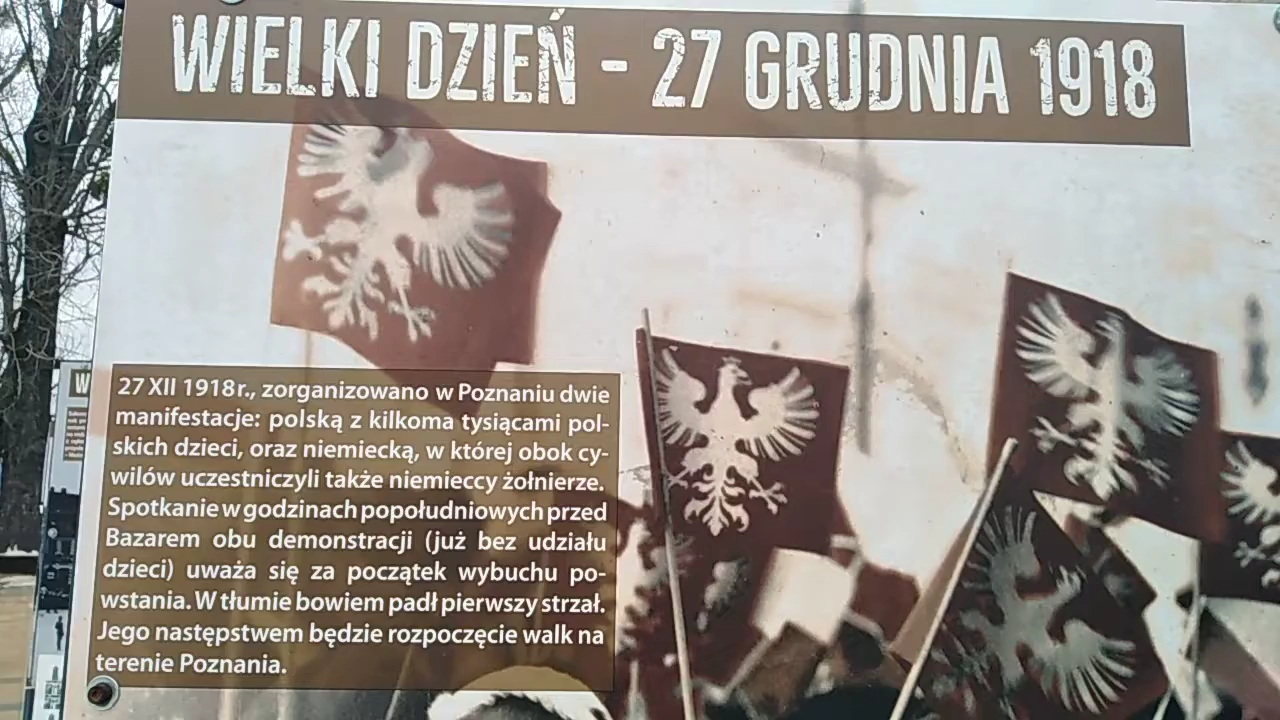 WIELKI DZIEŃ - 27 GRUDNIA 1918
27 XII 1918r., zorganizowano w Poznaniu dwie
manifestacje: polską z kilkoma tysiącami pol-
skich dzieci, oraz niemiecką, w której obok cy-
wilów uczestniczyli także niemieccy żołnierze.
Spotkanie w godzinach popołudniowych przed
Bazarem obu demonstracji (już bez udziału
dzieci) uważa się za początek wybuchu po-
wstania. W tłumie bowiem padł pierwszy strzał.
Jego następstwem będzie rozpoczęcie walk na
terenie Poznania.